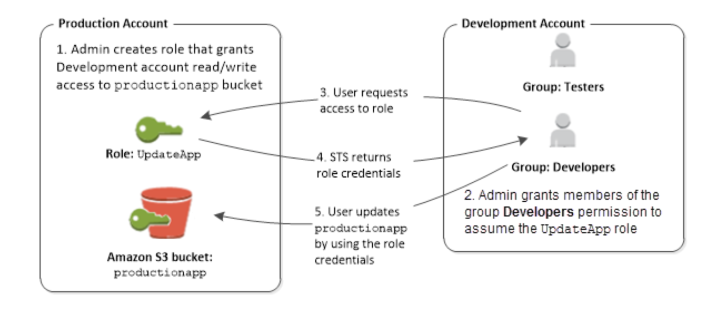 Production Account
1. Admin creates role that grants
Development account read/write
access to productionapp bucket
Role: UpdateApp
Amazon S3 bucket:
productionapp
3. User requests
access to role
4. STS returns
role credentials
5. User updates
productionapp
by using the role
credentials
Development Account
Group: Testers
Group: Developers
2. Admin grants members of the
group Developers permission to
assume the UpdateApp role